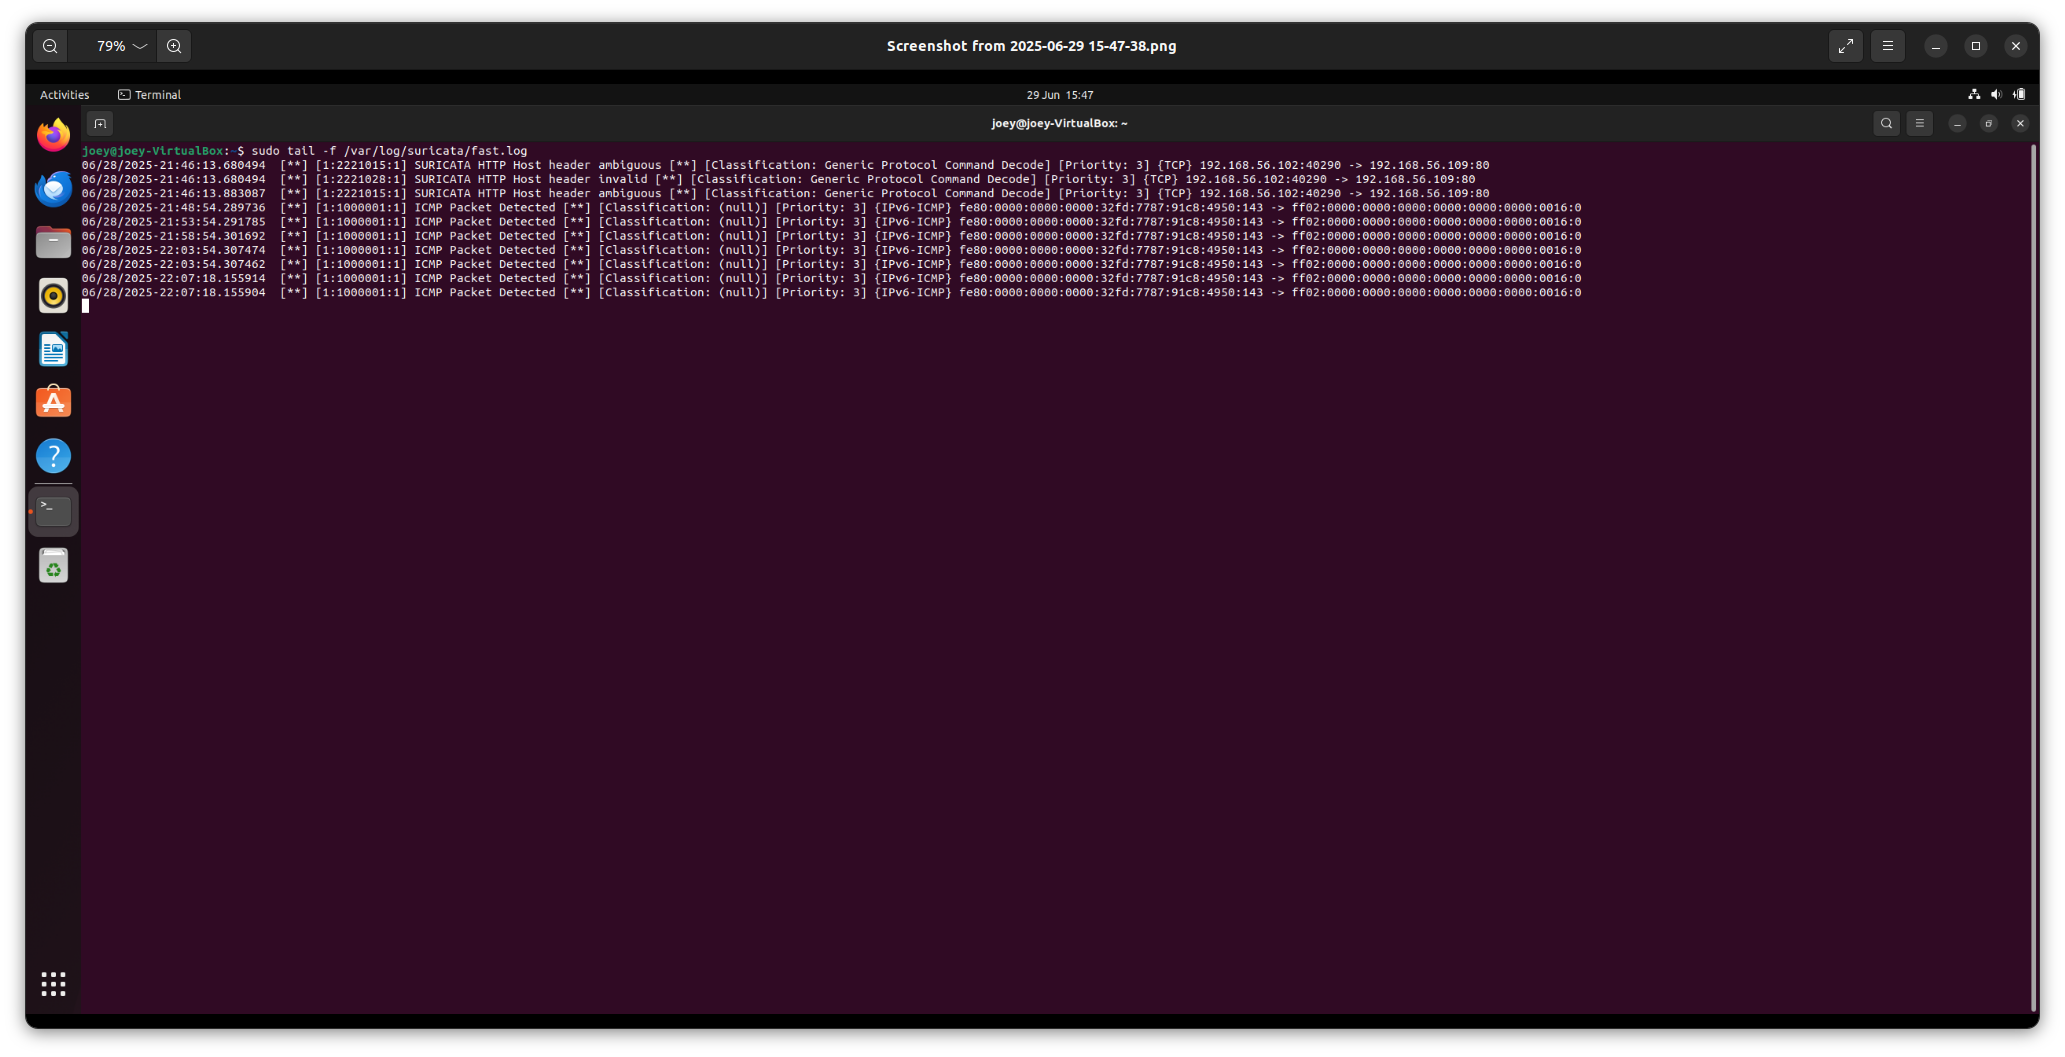 79%
Screenshot from 2025-06-29 15-47-38.png
Activities
Terminal
29 Jun 15:47
joey@joey-VirtualBox: ~
joey@joey-VirtualBox:~$ sudo tail -f /var/log/suricata/fast.log
06/28/2025-21:46:13.680494  [**] [1:2221015:1] SURICATA HTTP Host header ambiguous [**] [Classification: Generic Protocol Command Decode] [Priority: 3] {TCP} 192.168.56.102:40290 -> 192.168.56.109:80
06/28/2025-21:46:13.680494  [**] [1:2221028:1] SURICATA HTTP Host header invalid [**] [Classification: Generic Protocol Command Decode] [Priority: 3] {TCP} 192.168.56.102:40290 -> 192.168.56.109:80
06/28/2025-21:46:13.883087  [**] [1:2221015:1] SURICATA HTTP Host header ambiguous [**] [Classification: Generic Protocol Command Decode] [Priority: 3] {TCP} 192.168.56.102:40290 -> 192.168.56.109:80
06/28/2025-21:48:54.289736  [**] [1:1000001:1] ICMP Packet Detected [**] [Classification: (null)] [Priority: 3] {IPv6-ICMP} fe80:0000:0000:0000:32fd:7787:91c8:4950:143 -> ff02:0000:0000:0000:0000:0000:0000:0016:0
06/28/2025-21:53:54.291785  [**] [1:1000001:1] ICMP Packet Detected [**] [Classification: (null)] [Priority: 3] {IPv6-ICMP} fe80:0000:0000:0000:32fd:7787:91c8:4950:143 -> ff02:0000:0000:0000:0000:0000:0000:0016:0
06/28/2025-21:58:54.301692  [**] [1:1000001:1] ICMP Packet Detected [**] [Classification: (null)] [Priority: 3] {IPv6-ICMP} fe80:0000:0000:0000:32fd:7787:91c8:4950:143 -> ff02:0000:0000:0000:0000:0000:0000:0016:0
06/28/2025-22:03:54.307474  [**] [1:1000001:1] ICMP Packet Detected [**] [Classification: (null)] [Priority: 3] {IPv6-ICMP} fe80:0000:0000:0000:32fd:7787:91c8:4950:143 -> ff02:0000:0000:0000:0000:0000:0000:0016:0
06/28/2025-22:03:54.307462  [**] [1:1000001:1] ICMP Packet Detected [**] [Classification: (null)] [Priority: 3] {IPv6-ICMP} fe80:0000:0000:0000:32fd:7787:91c8:4950:143 -> ff02:0000:0000:0000:0000:0000:0000:0016:0
06/28/2025-22:07:18.155914  [**] [1:1000001:1] ICMP Packet Detected [**] [Classification: (null)] [Priority: 3] {IPv6-ICMP} fe80:0000:0000:0000:32fd:7787:91c8:4950:143 -> ff02:0000:0000:0000:0000:0000:0000:0016:0
06/28/2025-22:07:18.155904  [**] [1:1000001:1] ICMP Packet Detected [**] [Classification: (null)] [Priority: 3] {IPv6-ICMP} fe80:0000:0000:0000:32fd:7787:91c8:4950:143 -> ff02:0000:0000:0000:0000:0000:0000:0016:0